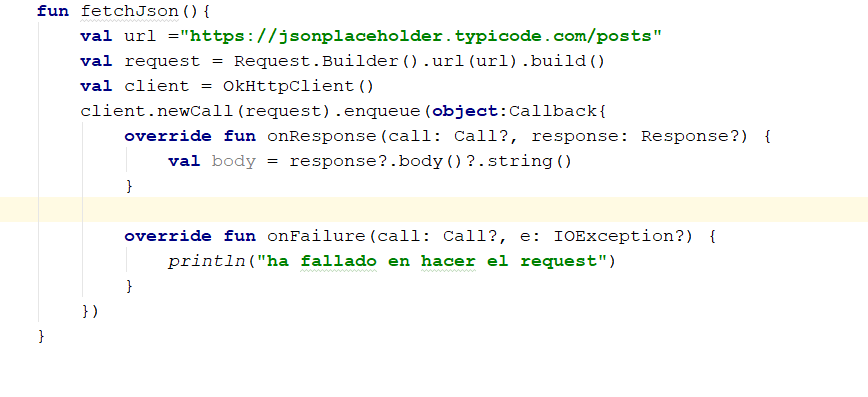 fun fetchJson(){
val url ="https://jsonplaceholder.typicode.com/posts"
val request = Request.Builder().url(url).build()
val client = OkHttpClient()
client.newCall(request).enqueue(object:Callback{
override fun onResponse(call: Call?, response: Response?) {
val body = response?.body()?.string()
}
override fun onFailure(call: Call?, e: IOException?) {
println("ha fallado en hacer el request")
}
})
}